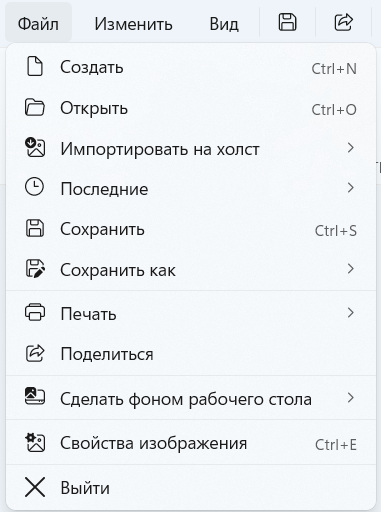 Файл Изменить Вид
Создать Ctrl+N
Открыть Ctrl+O
Импортировать на холст
Последние
Сохранить Ctrl+S
Сохранить как
Печать
Поделиться
Сделать фоном рабочего стола
Свойства изображения Ctrl+E
Выйти